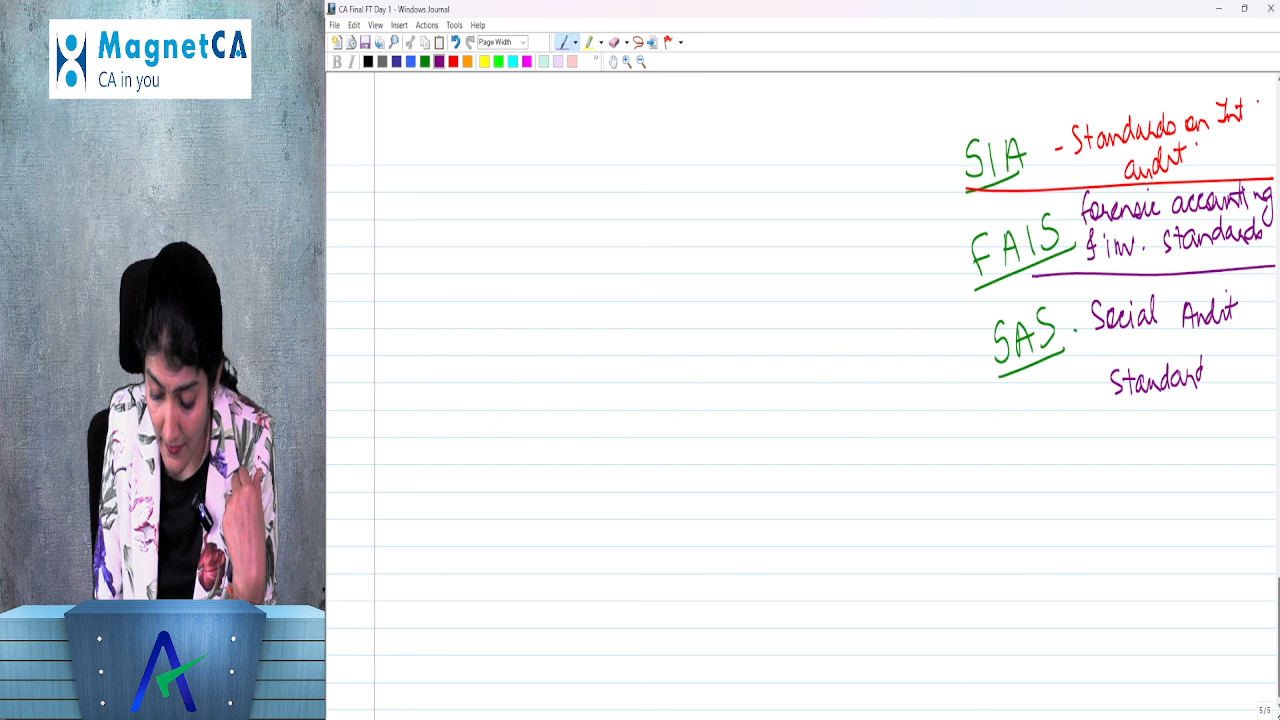 MagnetCA
CA in you
CA Final FT Day 1 - Windows Journal
File Edit View Insert Actions Tools Help
Page Width
B I
SIA - Standards on Int
audit.
FAIS forensic accounting
& inv. standards
SAS. Social Audit
Standard
5/5